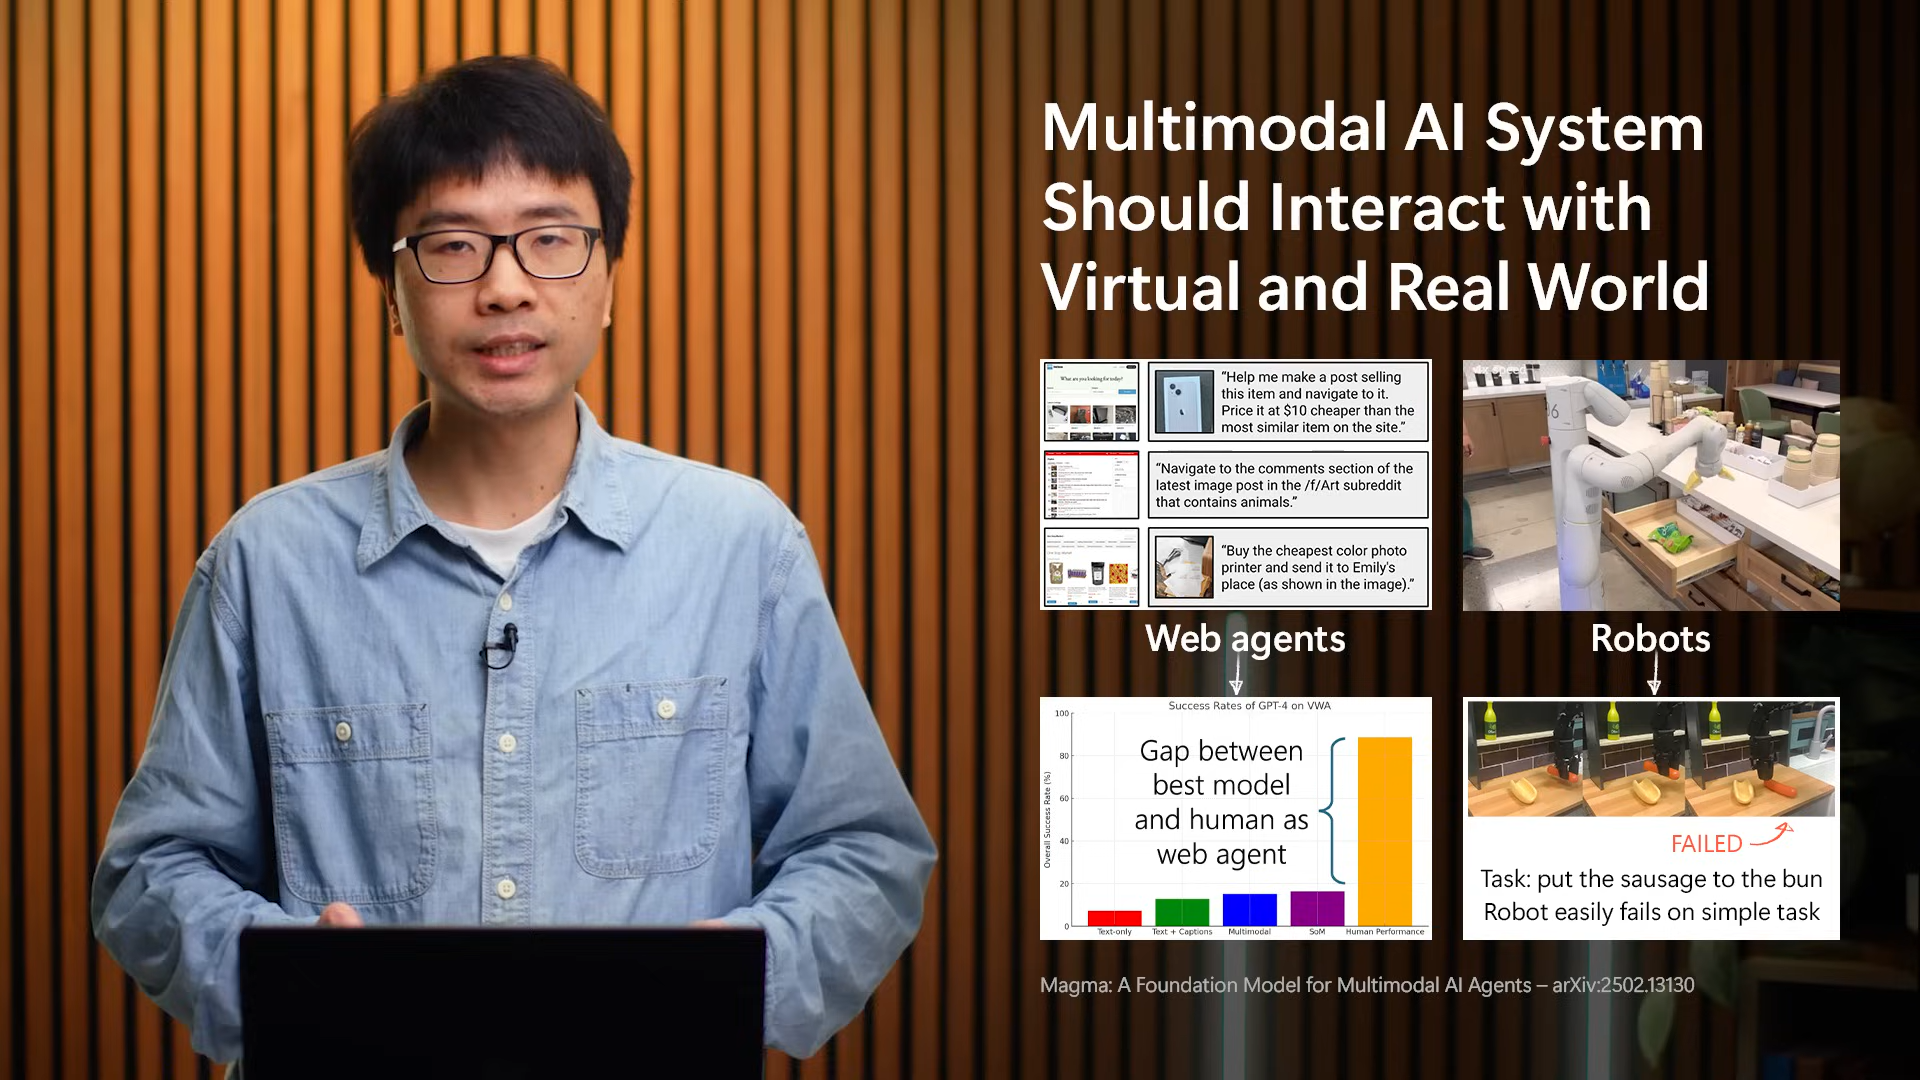 Multimodal AI System
Should Interact with
Virtual and Real World
What are you looking for today?
“Help me make a post selling
this item and navigate to it.
Price it at $10 cheaper than the
most similar item on the site.”
“Navigate to the comments section of the
latest image post in the /f/Art subreddit
that contains animals.”
“Buy the cheapest color photo
printer and send it to Emily's
place (as shown in the image).”
Web agents
Robots
Success Rates of GPT-4 on VWA
Overall Success Rate (%)
100
80
60
40
20
0
Gap between
best model
and human as
web agent
Text-only
Text + Captions
Multimodal
SoM
Human Performance
FAILED
Task: put the sausage to the bun
Robot easily fails on simple task
Magma: A Foundation Model for Multimodal AI Agents – arXiv:2502.13130